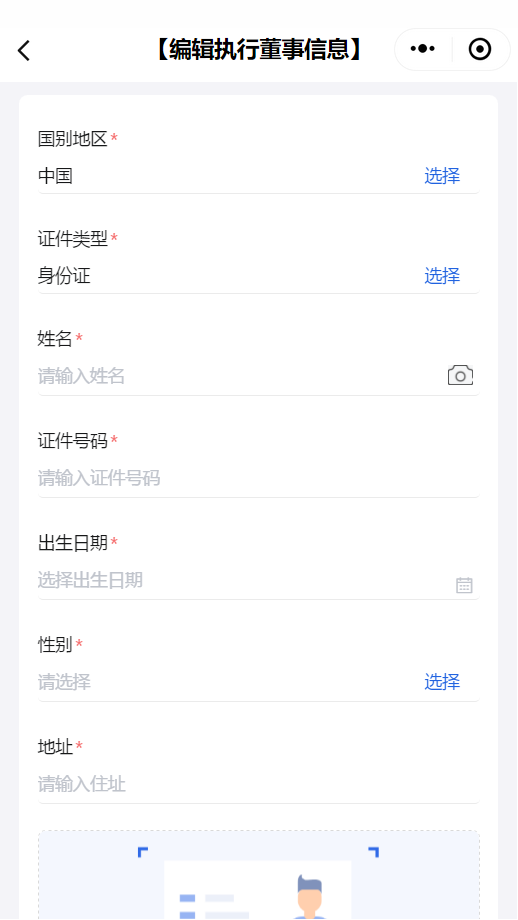 【编辑执行董事信息】
国别地区*
中国 选择
证件类型*
身份证 选择
姓名*
请输入姓名
证件号码*
请输入证件号码
出生日期*
选择出生日期
性别*
请选择 选择
地址*
请输入住址